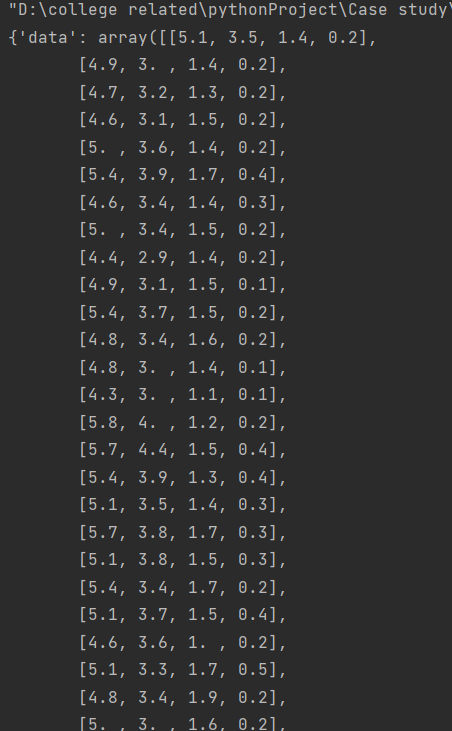 "D:\college related\pythonProject\Case study\
{'data': array([[5.1, 3.5, 1.4, 0.2],
[4.9, 3. , 1.4, 0.2],
[4.7, 3.2, 1.3, 0.2],
[4.6, 3.1, 1.5, 0.2],
[5. , 3.6, 1.4, 0.2],
[5.4, 3.9, 1.7, 0.4],
[4.6, 3.4, 1.4, 0.3],
[5. , 3.4, 1.5, 0.2],
[4.4, 2.9, 1.4, 0.2],
[4.9, 3.1, 1.5, 0.1],
[5.4, 3.7, 1.5, 0.2],
[4.8, 3.4, 1.6, 0.2],
[4.8, 3. , 1.4, 0.1],
[4.3, 3. , 1.1, 0.1],
[5.8, 4. , 1.2, 0.2],
[5.7, 4.4, 1.5, 0.4],
[5.4, 3.9, 1.3, 0.4],
[5.1, 3.5, 1.4, 0.3],
[5.7, 3.8, 1.7, 0.3],
[5.1, 3.8, 1.5, 0.3],
[5.4, 3.4, 1.7, 0.2],
[5.1, 3.7, 1.5, 0.4],
[4.6, 3.6, 1. , 0.2],
[5.1, 3.3, 1.7, 0.5],
[4.8, 3.4, 1.9, 0.2],
[5. , 3. , 1.6, 0.2],